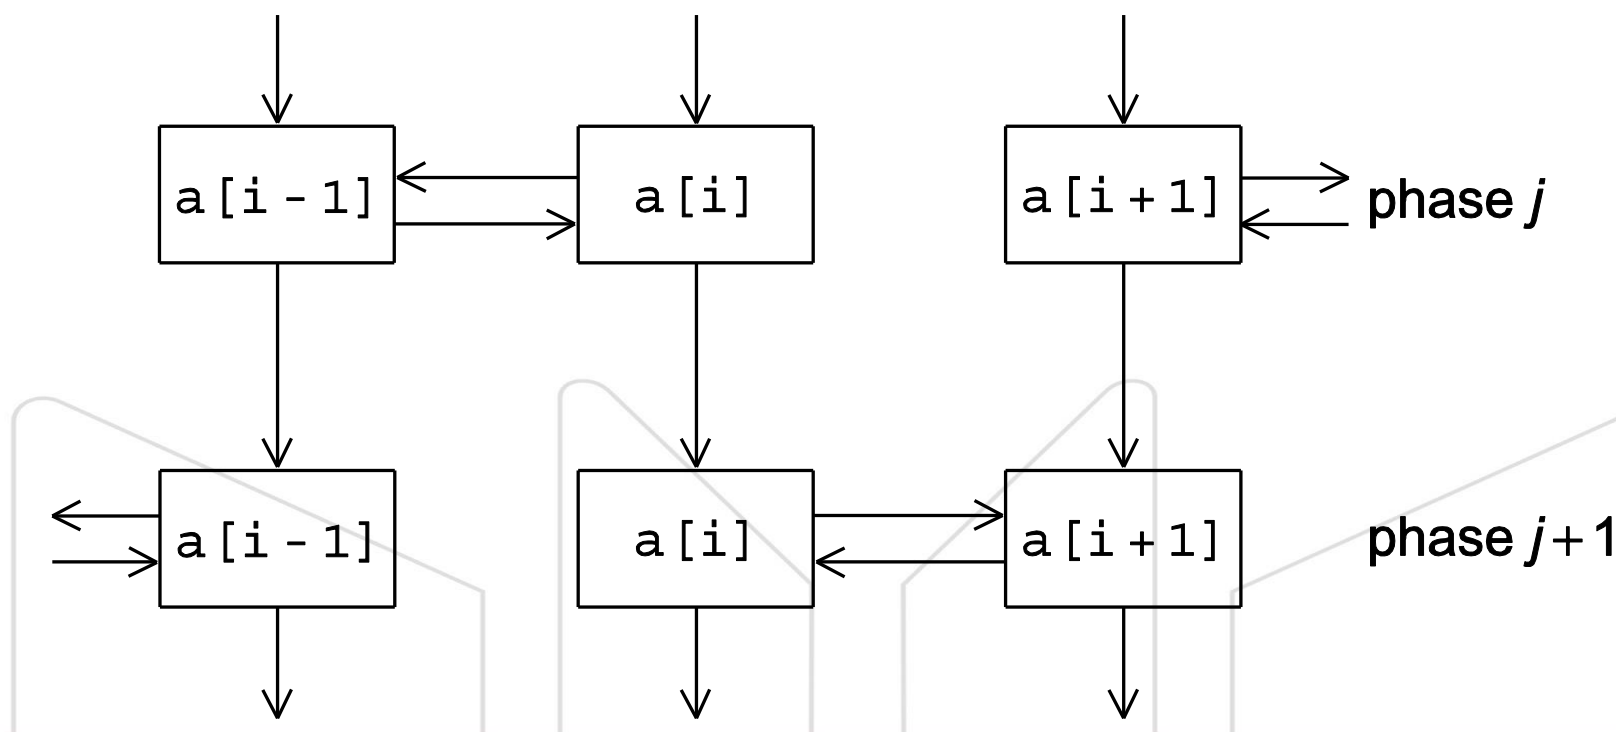 a[i-1] a[i] a[i+1] phase j
a[i-1] a[i] a[i+1] phase j+1